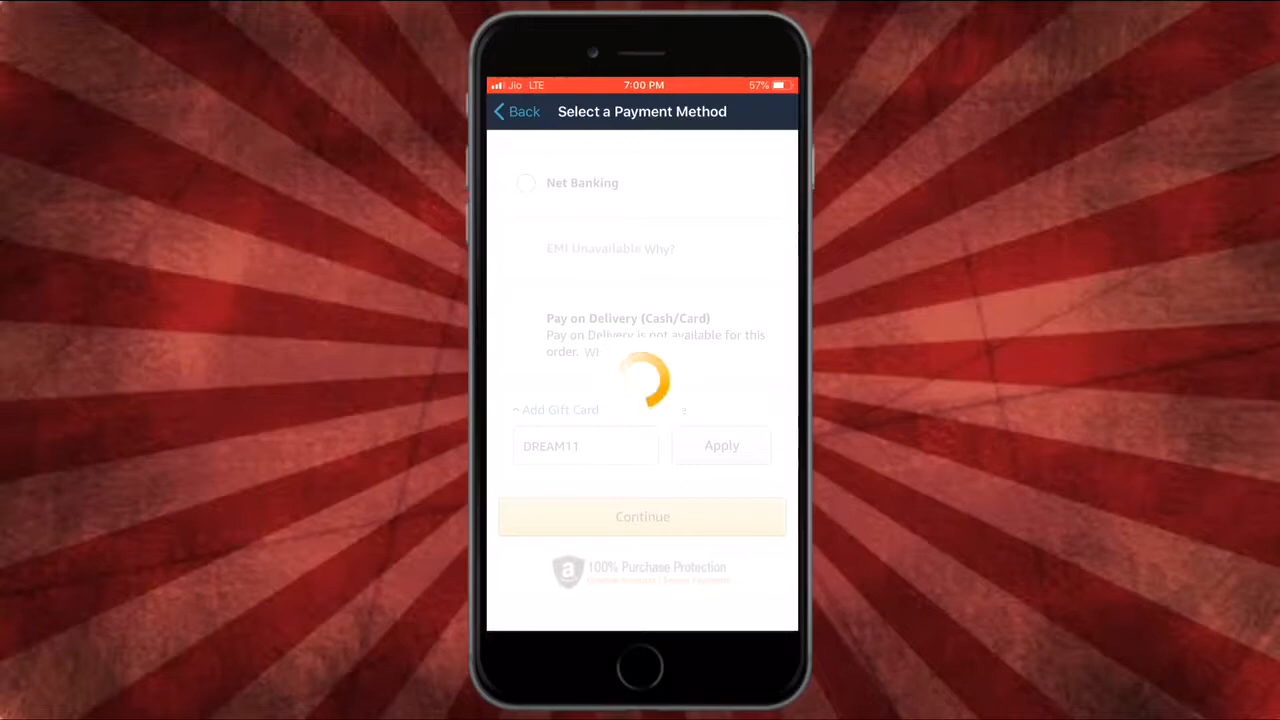 Jio LTE 7:00 PM 57%
Back Select a Payment Method
Net Banking
EMI Unavailable Why?
Pay on Delivery (Cash/Card)
Pay on Delivery is not available for this
order.
Add Gift Card
DREAM11 Apply
Continue
a 100% Purchase Protection